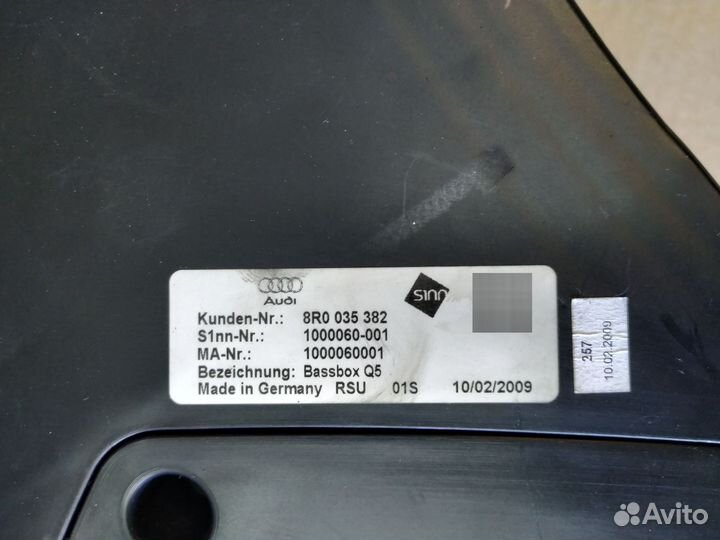 Audi
s1nn
Kunden-Nr.: 8R0 035 382
S1nn-Nr.: 1000060-001
MA-Nr.: 1000060001
Bezeichnung: Bassbox Q5
Made in Germany RSU 01S 10/02/2009
257
10.02.2009
Avito